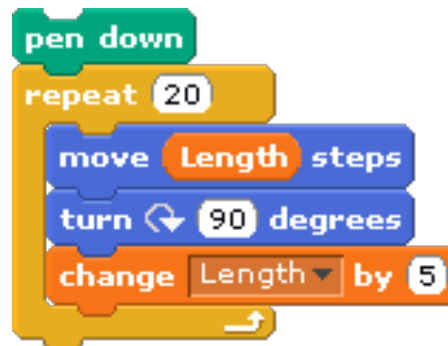 pen down
repeat 20
move Length steps
turn 90 degrees
change Length by 5